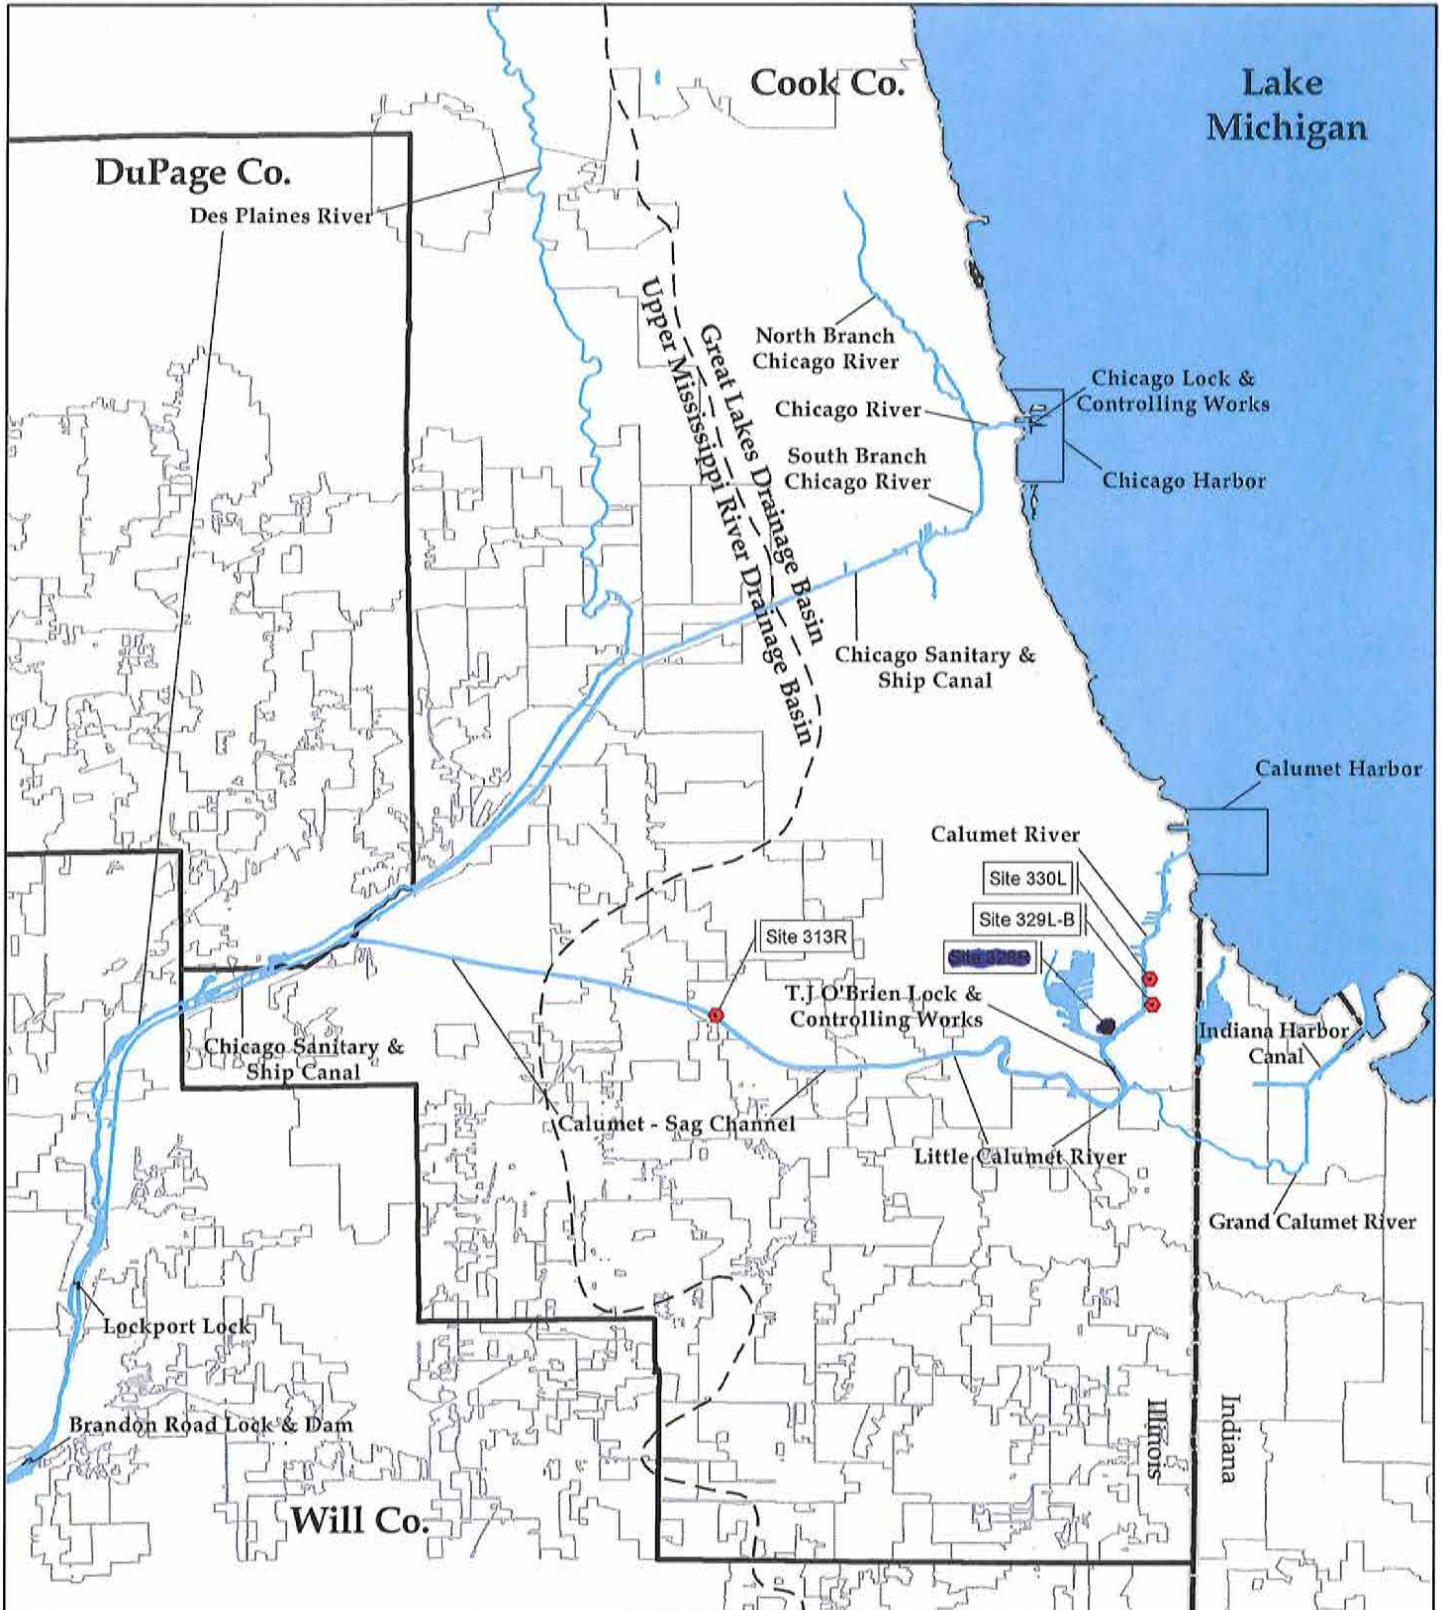 Cook Co.
Lake
Michigan
DuPage Co.
Des Plaines River
Great Lakes Drainage Basin
Upper Mississippi River Drainage Basin
North Branch
Chicago River
Chicago Lock &
Controlling Works
Chicago River
South Branch
Chicago River
Chicago Harbor
Chicago Sanitary &
Ship Canal
Calumet Harbor
Calumet River
Site 330L
Site 329L-B
Site 313R
T.J O'Brien Lock &
Controlling Works
Indiana Harbor
Canal
Chicago Sanitary &
Ship Canal
Calumet - Sag Channel
Little Calumet River
Grand Calumet River
Lockport Lock
Brandon Road Lock & Dam
Illinois
Indiana
Will Co.